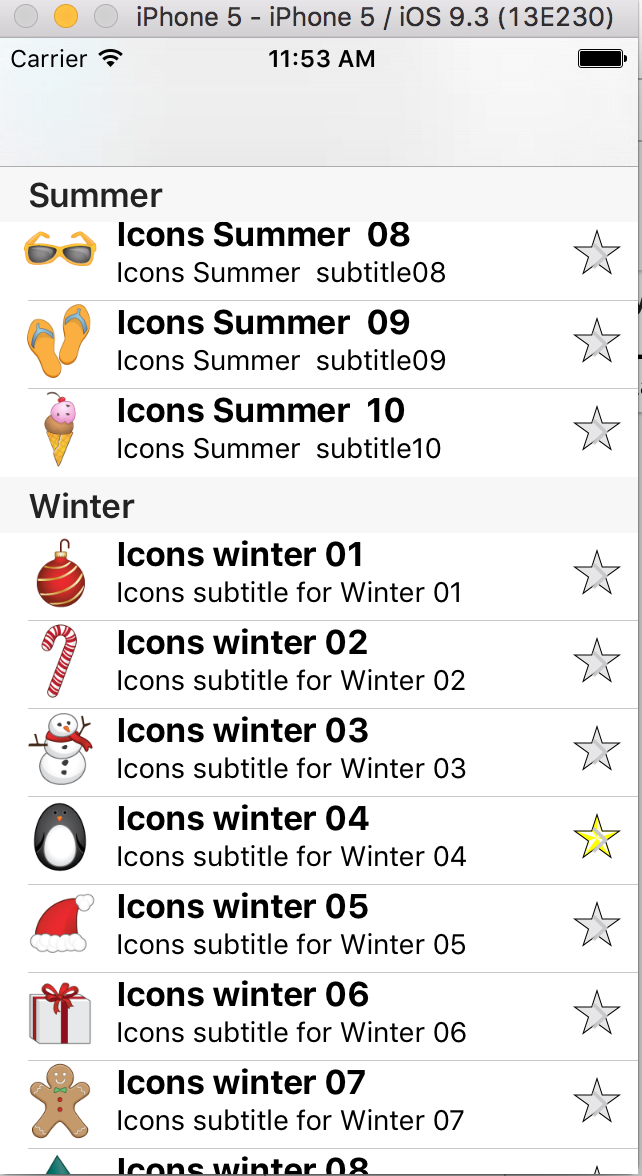 iPhone 5 - iPhone 5 / iOS 9.3 (13E230)
Carrier 11:53 AM
Summer
Icons Summer  08
Icons Summer  subtitle08
Icons Summer  09
Icons Summer  subtitle09
Icons Summer  10
Icons Summer  subtitle10
Winter
Icons winter 01
Icons subtitle for Winter 01
Icons winter 02
Icons subtitle for Winter 02
Icons winter 03
Icons subtitle for Winter 03
Icons winter 04
Icons subtitle for Winter 04
Icons winter 05
Icons subtitle for Winter 05
Icons winter 06
Icons subtitle for Winter 06
Icons winter 07
Icons subtitle for Winter 07
Icons winter 08